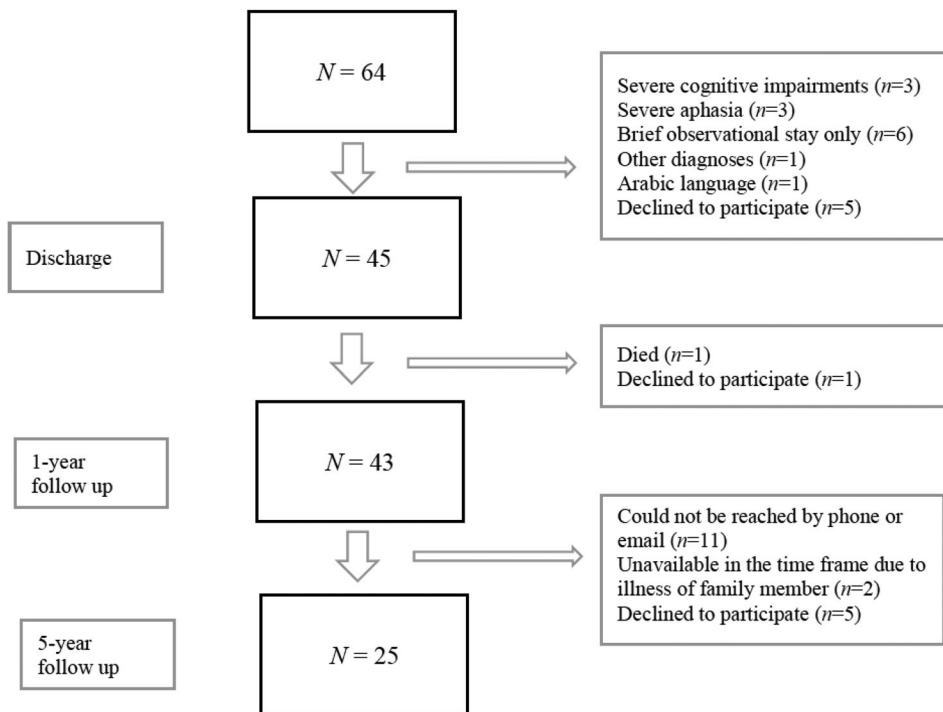 N = 64
Severe cognitive impairments (n=3)
Severe aphasia (n=3)
Brief observational stay only (n=6)
Other diagnoses (n=1)
Arabic language (n=1)
Declined to participate (n=5)
Discharge
N = 45
Died (n=1)
Declined to participate (n=1)
1-year
follow up
N = 43
Could not be reached by phone or
email (n=11)
Unavailable in the time frame due to
illness of family member (n=2)
Declined to participate (n=5)
5-year
follow up
N = 25